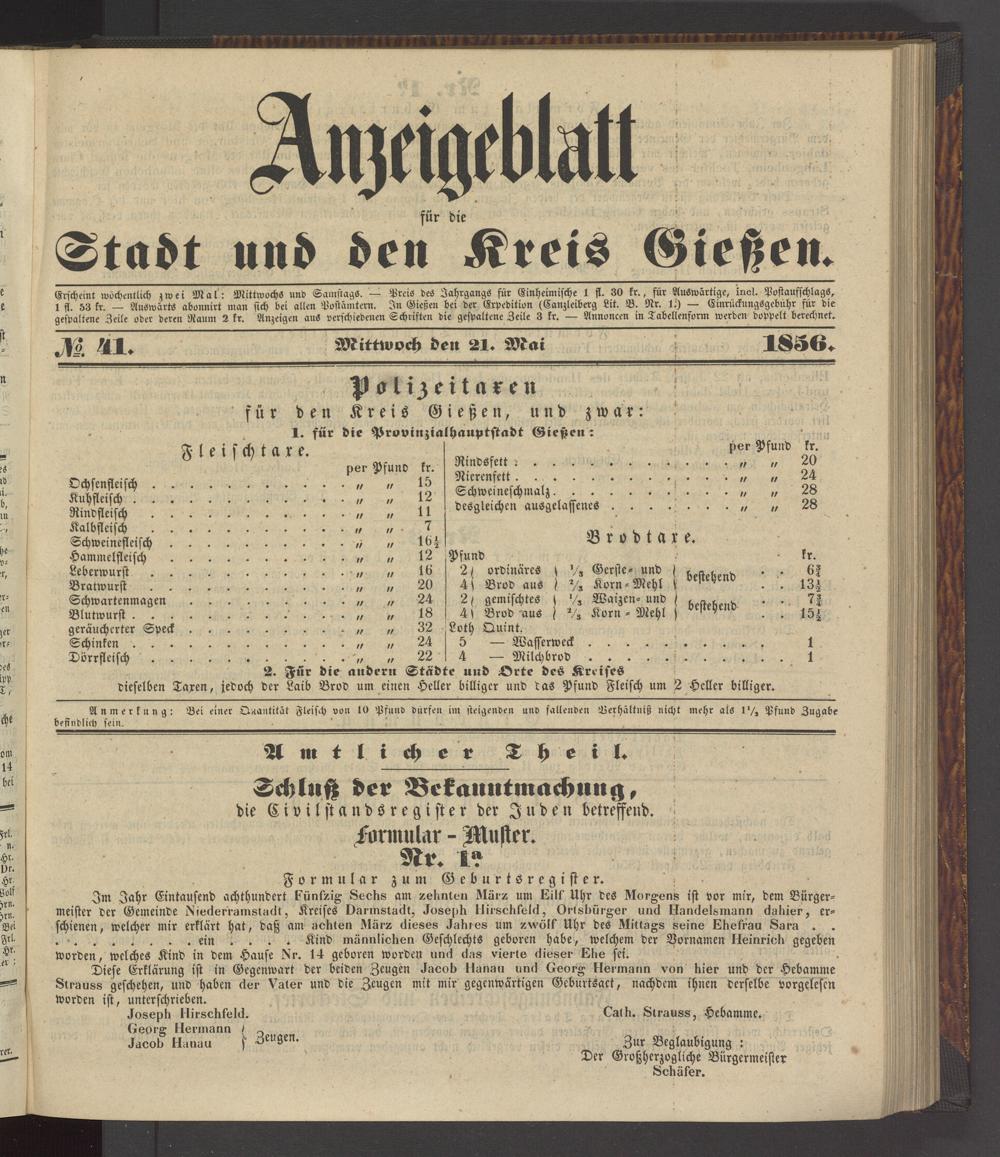 Anzeigeblatt
für die
Stadt und den Kreis Gießen.
Erscheint wöchentlich zwei Mal: Mittwochs und Samstags. — Preis des Jahrgangs für Einheimische 1 fl. 30 kr., für Auswärtige, incl. Postaufschlags,
1 fl. 53 kr. — Auswärts abonnirt man sich bei allen Postämtern. In Gießen bei der Expedition (Canzleiberg Lit. B. Nr. 1.) — Einrückungsgebühr für die
gespaltene Zeile oder deren Raum 2 kr. Anzeigen aus verschiedenen Schriften die gespaltene Zeile 3 kr. — Annoncen in Tabellenform werden doppelt berechnet.
№ 41. Mittwoch den 21. Mai 1856.
Polizeitaxen
für den Kreis Gießen, und zwar:
1. für die Provinzialhauptstadt Gießen:
Fleischtaxe.
per Pfund kr.
Ochsenfleisch . . . . . . . . „ „ 15
Kuhfleisch . . . . . . . . „ „ 12
Rindfleisch . . . . . . . . „ „ 11
Kalbfleisch . . . . . . . . „ „ 7
Schweinefleisch . . . . . . . „ „ 16½
Hammelfleisch . . . . . . . „ „ 12
Leberwurst . . . . . . . . „ „ 16
Bratwurst . . . . . . . . „ „ 20
Schwartenmagen . . . . . . . „ „ 24
Blutwurst . . . . . . . . „ „ 18
geräucherter Speck . . . . . . „ „ 32
Schinken . . . . . . . . „ „ 24
Dörrfleisch . . . . . . . . „ „ 22
per Pfund kr.
Rindsfett . . . . . . . . . . „ „ 20
Nierenfett . . . . . . . . . . „ „ 24
Schweineschmalz . . . . . . . . „ „ 28
desgleichen ausgelassenes . . . . . . „ „ 28
Brodtaxe.
Pfund kr.
2 ordinäres ⅓ Gerste- und bestehend . . 6¾
4 Brod aus ⅔ Korn-Mehl . . 13½
2 gemischtes ⅓ Waizen- und bestehend . . 7¾
4 Brod aus ⅔ Korn-Mehl . . 15½
Loth Quint.
5 — Wasserweck . . . . . . . . . 1
4 — Milchbrod . . . . . . . . . 1
2. Für die andern Städte und Orte des Kreises
dieselben Taxen, jedoch der Laib Brod um einen Heller billiger und das Pfund Fleisch um 2 Heller billiger.
Anmerkung: Bei einer Quantität Fleisch von 10 Pfund dürfen im steigenden und fallenden Verhältniß nicht mehr als 1½ Pfund Zugabe
befindlich sein.
Amtlicher Theil.
Schluß der Bekanntmachung,
die Civilstandsregister der Juden betreffend.
Formular-Muster.
Nr. 1a
Formular zum Geburtsregister.
Im Jahr Eintausend achthundert Fünfzig Sechs am zehnten März um Eilf Uhr des Morgens ist vor mir, dem Bürger-
meister der Gemeinde Niederramstadt, Kreises Darmstadt, Joseph Hirschfeld, Ortsbürger und Handelsmann dahier, er-
schienen, welcher mir erklärt hat, daß am achten März dieses Jahres um zwölf Uhr des Mittags seine Ehefrau Sara . .
. . . . . . . ein . . . . . Kind männlichen Geschlechts geboren habe, welchem der Vornamen Heinrich gegeben
worden, welches Kind in dem Hause Nr. 14 geboren worden und das vierte dieser Ehe sei.
Diese Erklärung ist in Gegenwart der beiden Zeugen Jacob Hanau und Georg Hermann von hier und der Hebamme
Strauss geschehen, und haben der Vater und die Zeugen mit mir gegenwärtigen Geburtsact, nachdem ihnen derselbe vorgelesen
worden ist, unterschrieben.
Joseph Hirschfeld. Cath. Strauss, Hebamme.
Georg Hermann
Jacob Hanau } Zeugen.
Zur Beglaubigung:
Der Großherzogliche Bürgermeister
Schäfer.